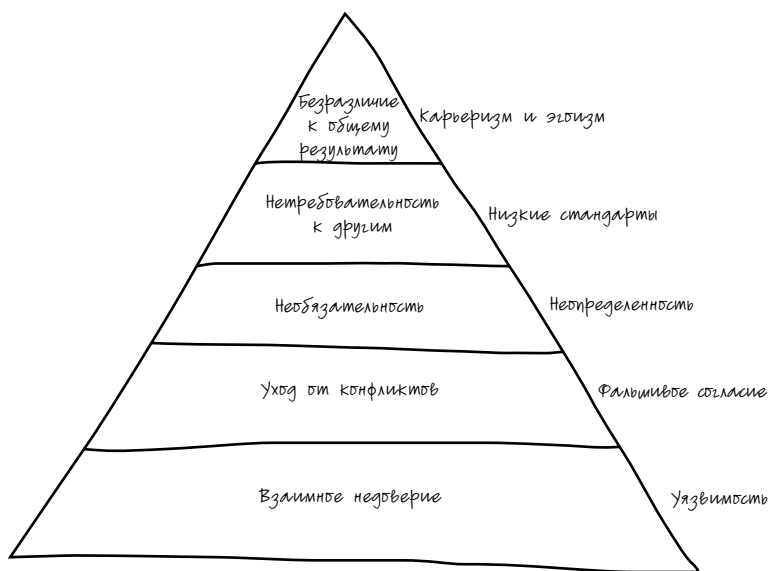 Безразличие
к общему
результату
Карьеризм и эгоизм
Нетребовательность
к другим
Низкие стандарты
Необязательность
Неопределенность
Уход от конфликтов
Фальшивое согласие
Взаимное недоверие
Уязвимость